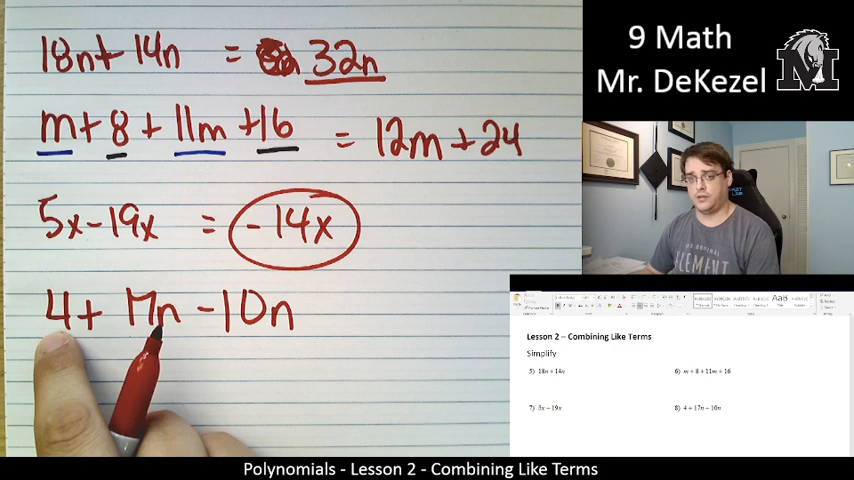 18n + 14n = 32n
m + 8 + 11m + 16 = 12m + 24
5x - 19x = -14x
4 + 17n - 10n
9 Math
Mr. DeKezel
M
ELEMENT
Lesson 2 – Combining Like Terms
Simplify
5) 18n + 14n
6) m + 8 + 11m + 16
7) 5x − 19x
8) 4 + 17n − 10n
Polynomials - Lesson 2 - Combining Like Terms